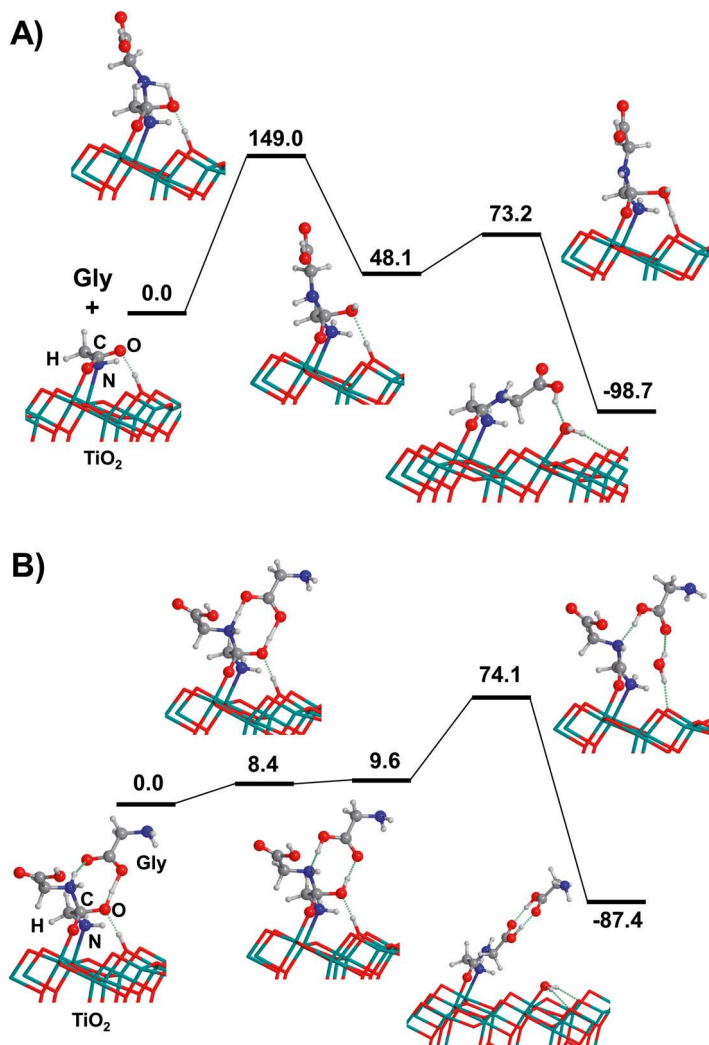 A)
149.0
73.2
48.1
Gly
+
0.0
C
O
H
N
-98.7
TiO2
B)
74.1
8.4
9.6
0.0
Gly
C
O
H
N
-87.4
TiO2